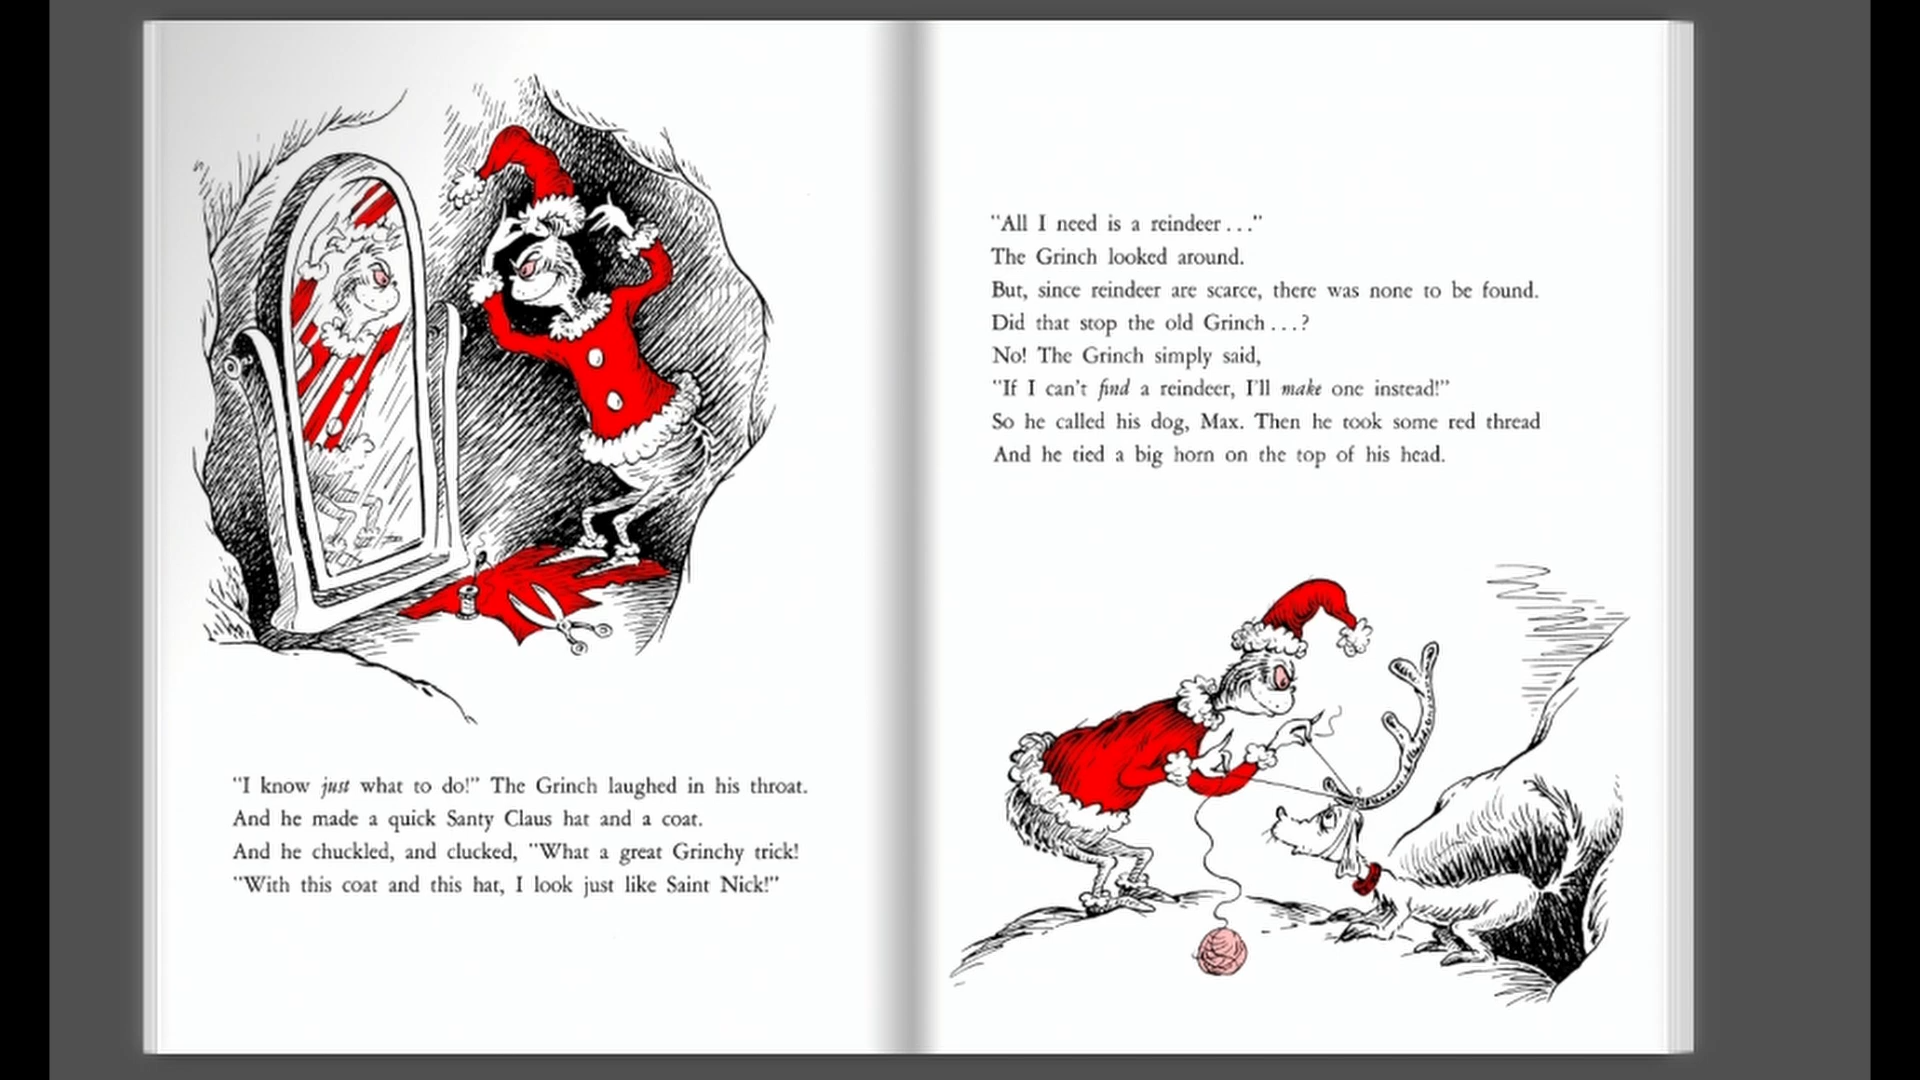 "I know just what to do!" The Grinch laughed in his throat.
And he made a quick Santy Claus hat and a coat.
And he chuckled, and clucked, "What a great Grinchy trick!
"With this coat and this hat, I look just like Saint Nick!"
"All I need is a reindeer . . ."
The Grinch looked around.
But, since reindeer are scarce, there was none to be found.
Did that stop the old Grinch . . . ?
No! The Grinch simply said,
"If I can't find a reindeer, I'll make one instead!"
So he called his dog, Max. Then he took some red thread
And he tied a big horn on the top of his head.